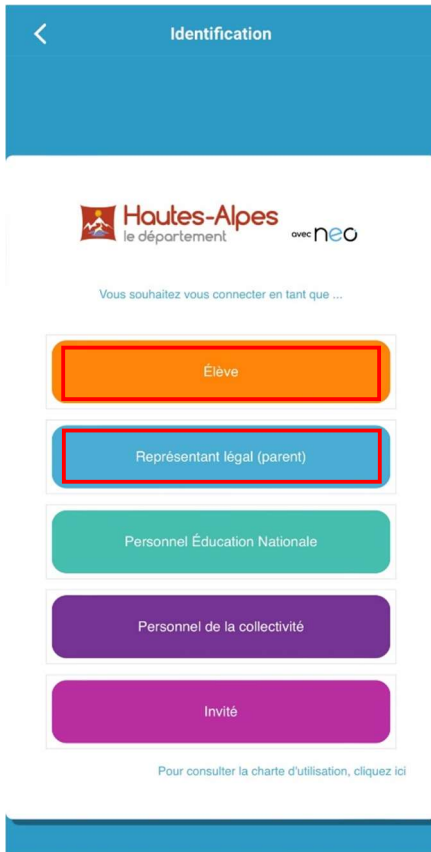 Identification
Hautes-Alpes
le département avec neo
Vous souhaitez vous connecter en tant que ...
Élève
Représentant légal (parent)
Personnel Éducation Nationale
Personnel de la collectivité
Invité
Pour consulter la charte d'utilisation, cliquez ici